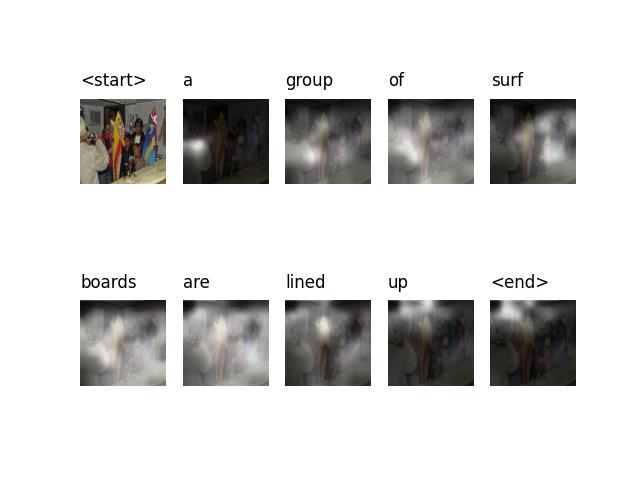 <start> a group of surf
boards are lined up <end>